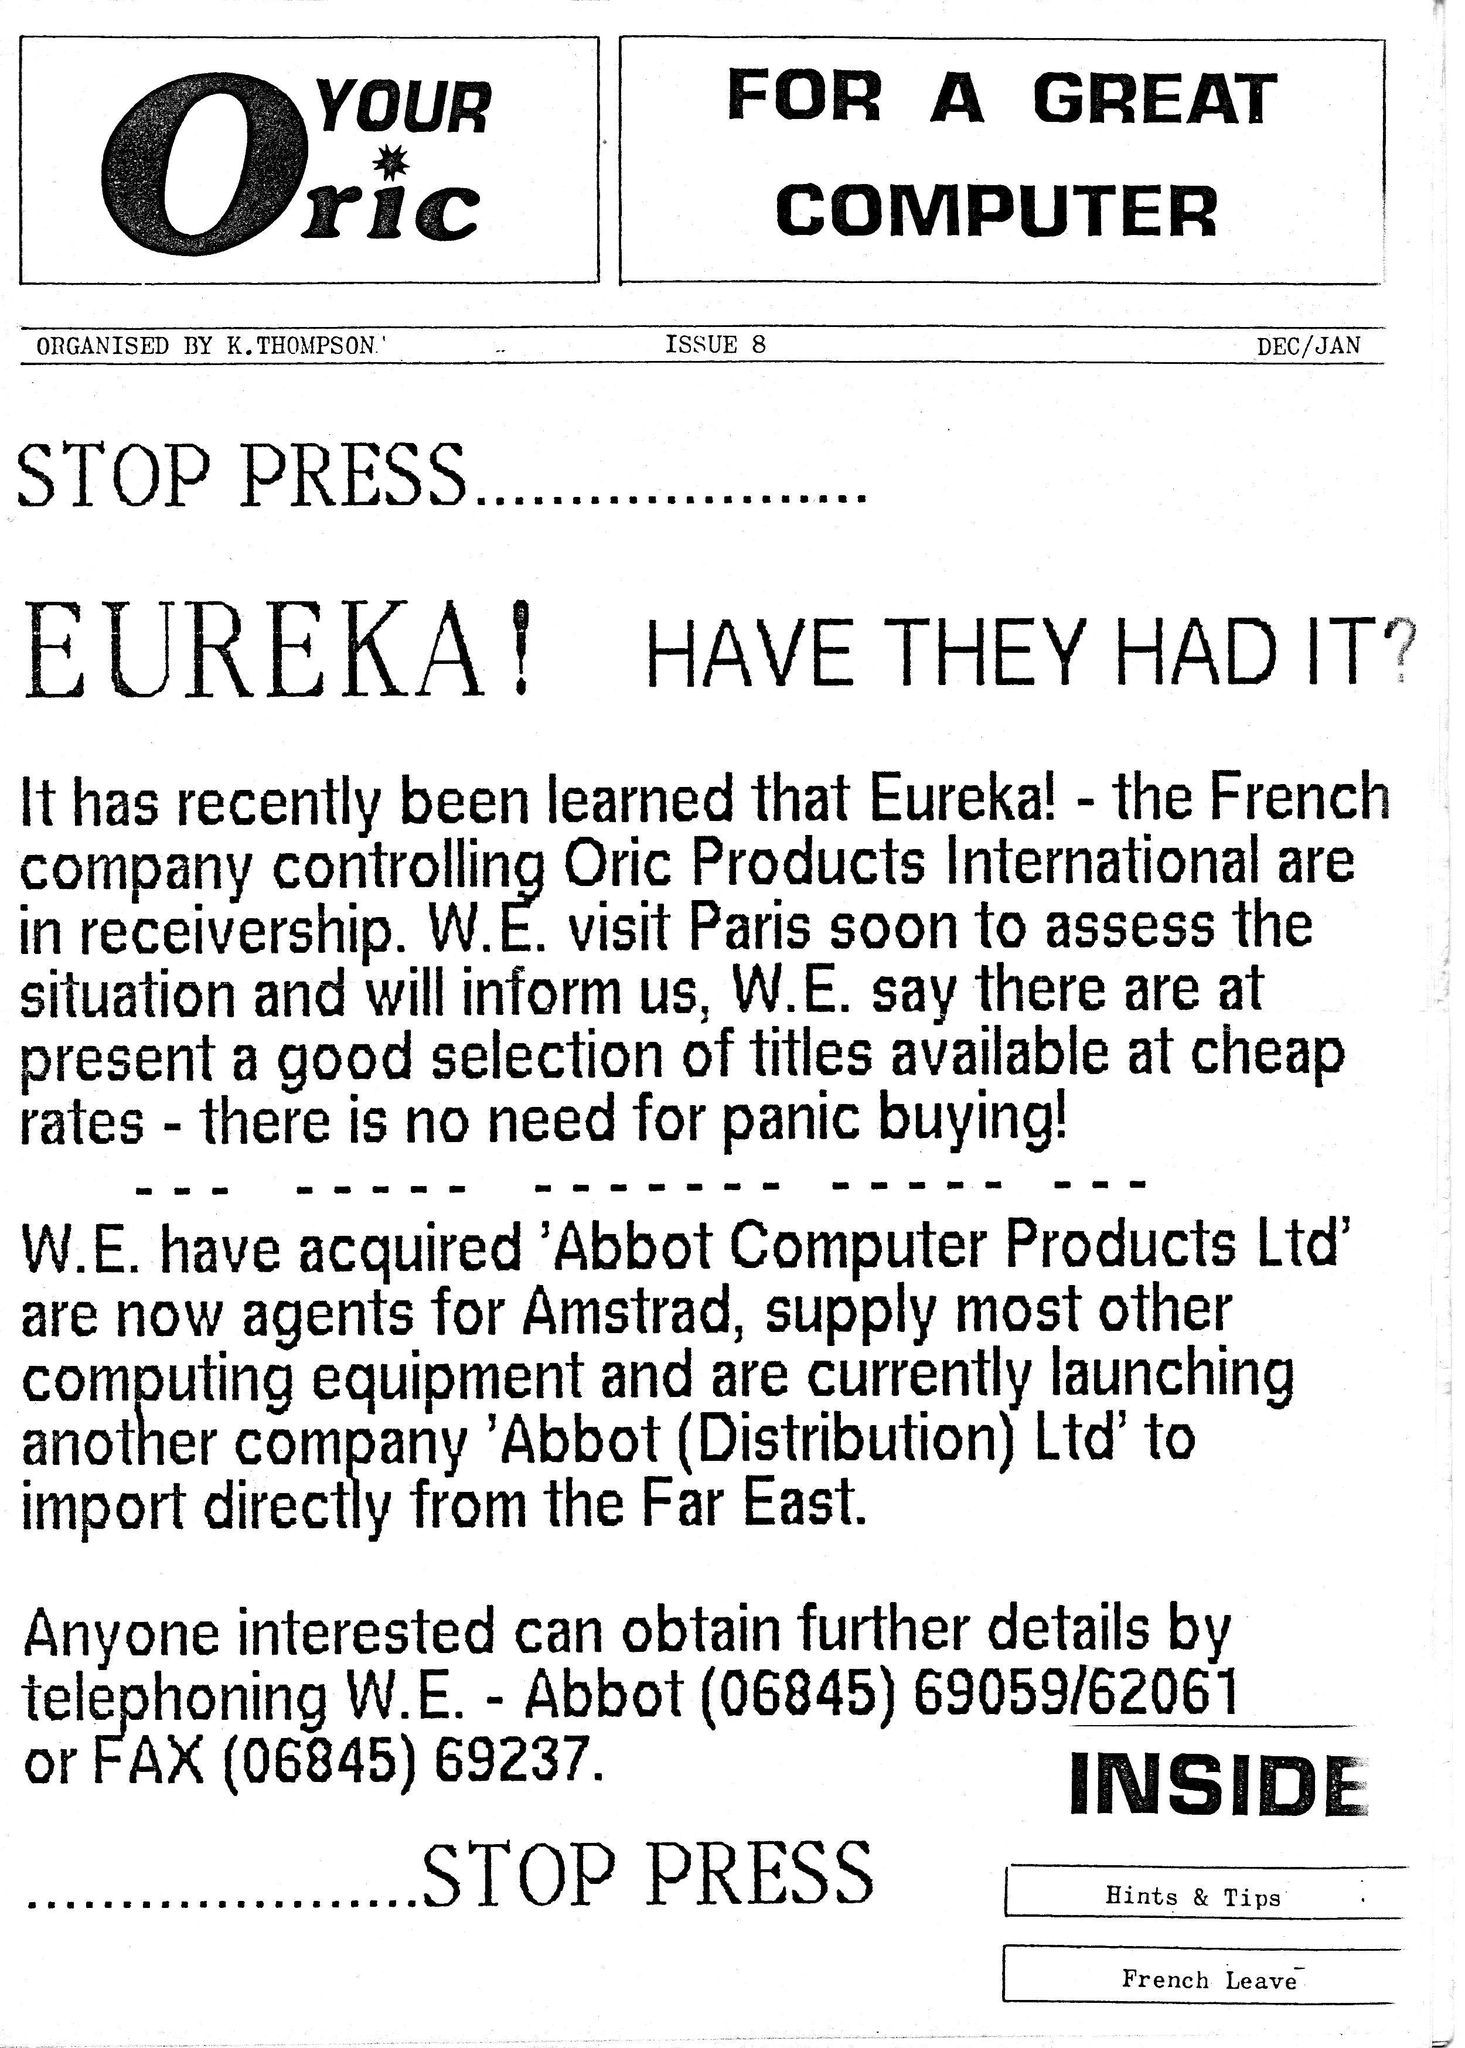 YOUR
Oric
FOR A GREAT
COMPUTER
ORGANISED BY K.THOMPSON. ISSUE 8 DEC/JAN
STOP PRESS.....................
EUREKA! HAVE THEY HAD IT?
It has recently been learned that Eureka! - the French
company controlling Oric Products International are
in receivership. W.E. visit Paris soon to assess the
situation and will inform us, W.E. say there are at
present a good selection of titles available at cheap
rates - there is no need for panic buying!
--- ----- ------- ----- ---
W.E. have acquired 'Abbot Computer Products Ltd'
are now agents for Amstrad, supply most other
computing equipment and are currently launching
another company 'Abbot (Distribution) Ltd' to
import directly from the Far East.
Anyone interested can obtain further details by
telephoning W.E. - Abbot (06845) 69059/62061
or FAX (06845) 69237.
.....................STOP PRESS
INSIDE
Hints & Tips
French Leave